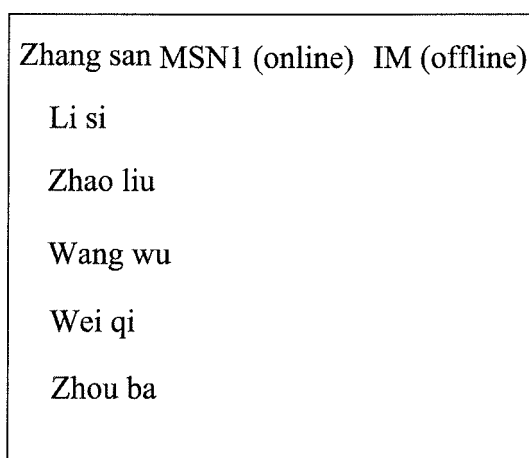 Zhang san MSN1 (online) IM (offline)
Li si
Zhao liu
Wang wu
Wei qi
Zhou ba